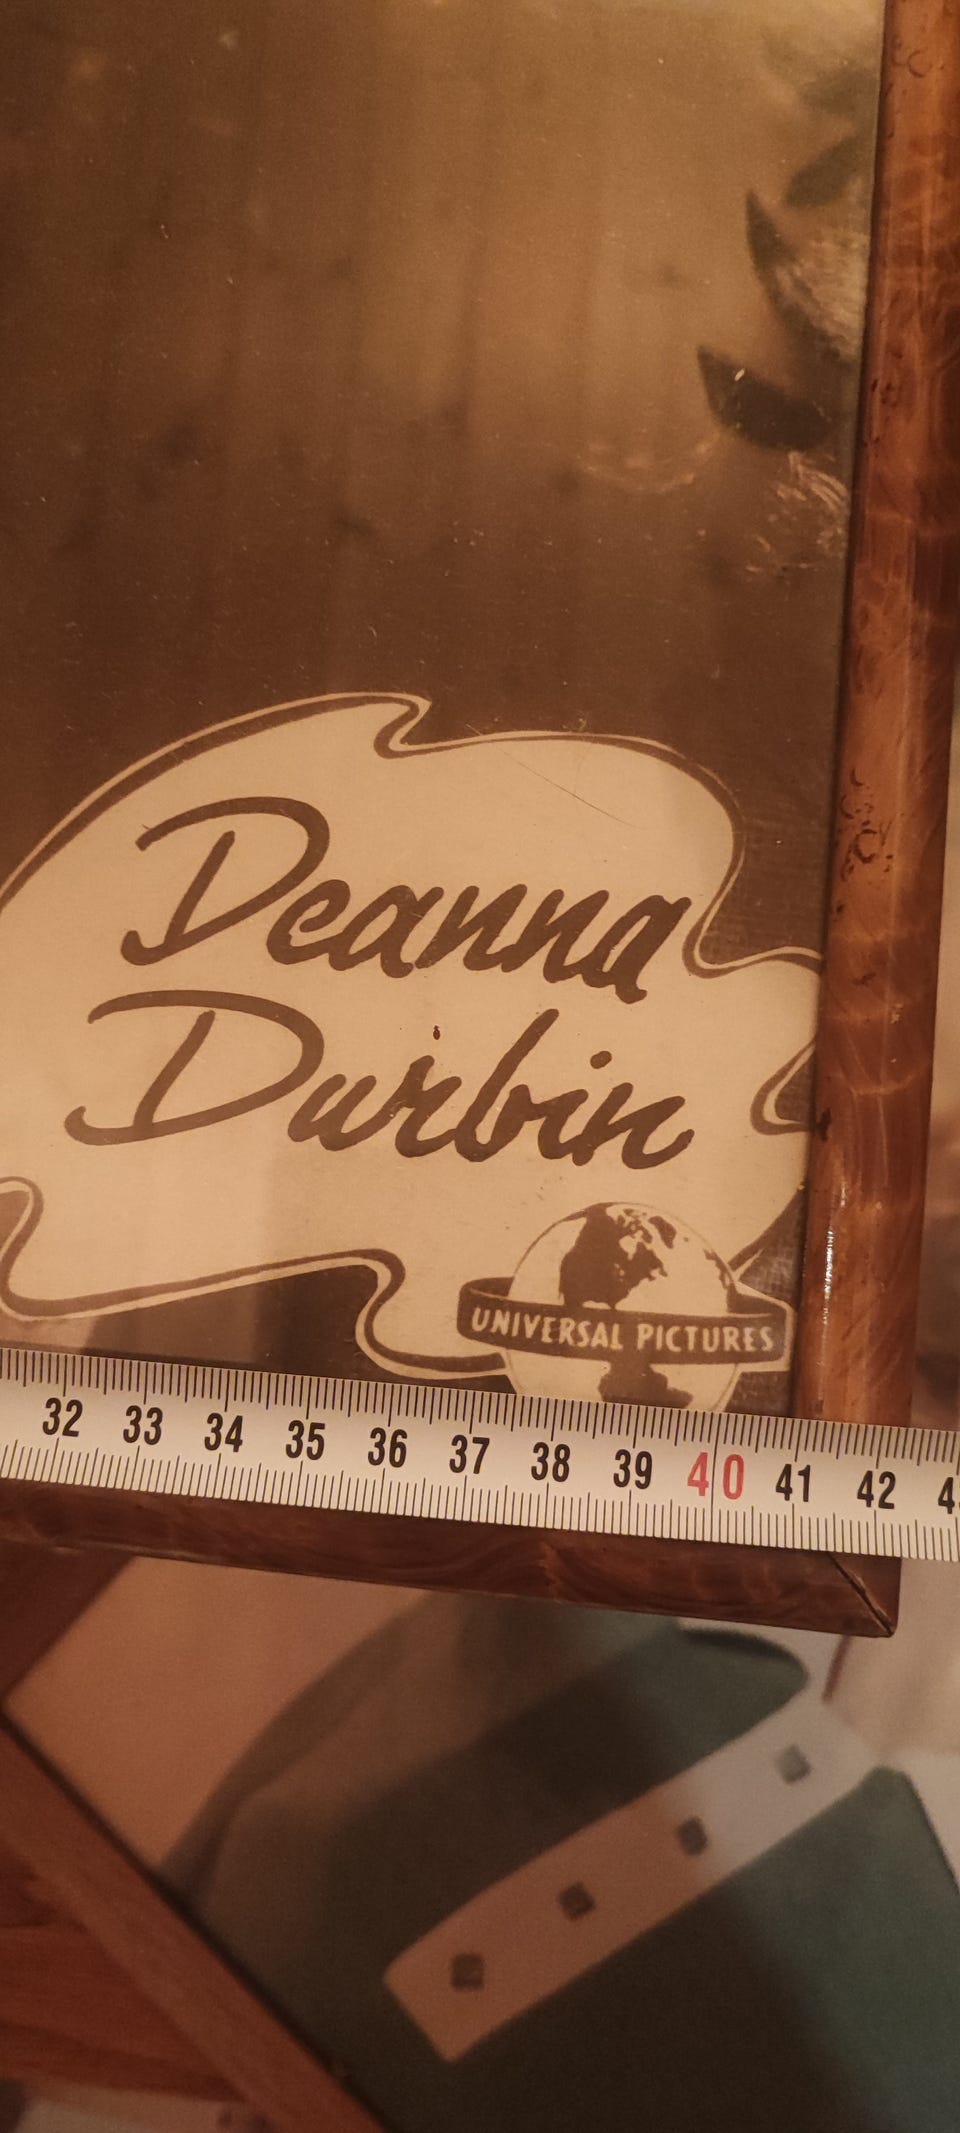 Deanna
Durbin
UNIVERSAL PICTURES
32 33 34 35 36 37 38 39 40 41 42